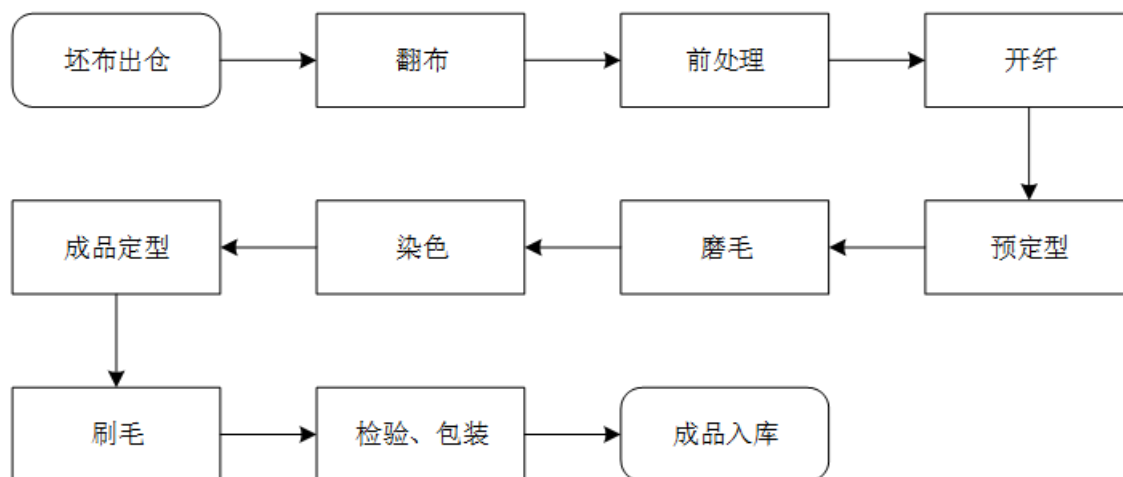 坯布出仓
翻布
前处理
开纤
预定型
磨毛
染色
成品定型
刷毛
检验、包装
成品入库